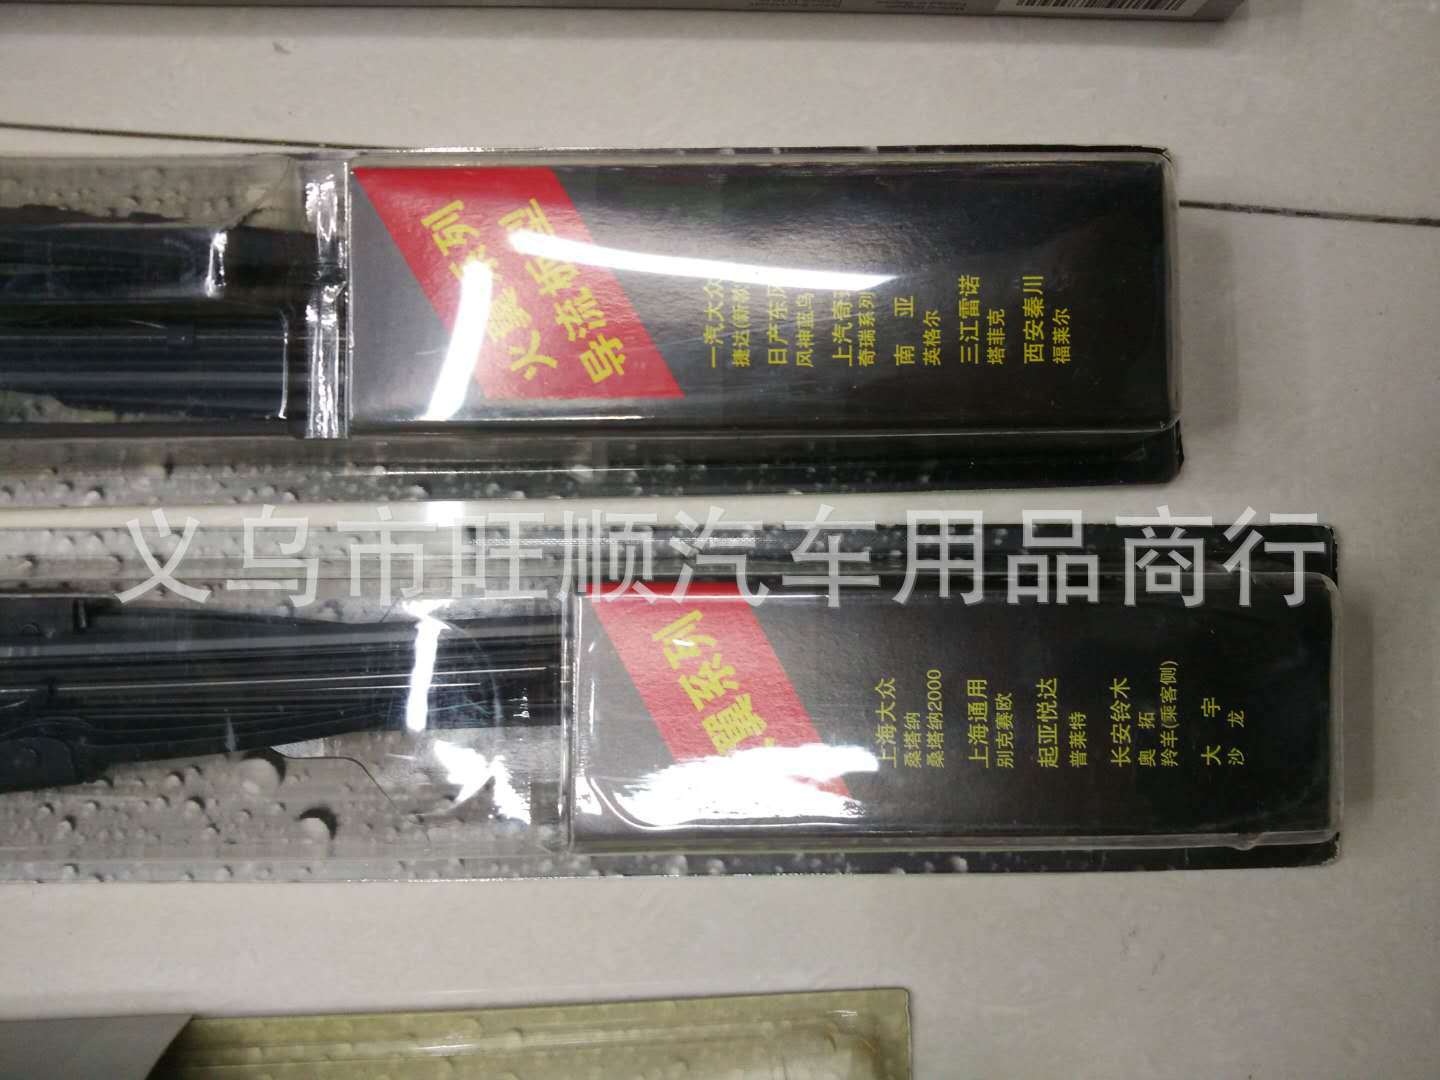 火翼系列
导流板型
一汽大众
捷达(新
日产东风
风神蓝鸟
上汽奇瑞
奇瑞系列
南 亚
英格尔
三江雷诺
塔菲克
西安秦川
福莱尔
义乌市旺顺汽车用品商行
翼系列
上海大众
桑塔纳
桑塔纳2000
上海通用
别克赛欧
起亚悦达
普莱特
长安铃木
奥 拓
羚羊(乘客侧)
大 宇
沙 龙